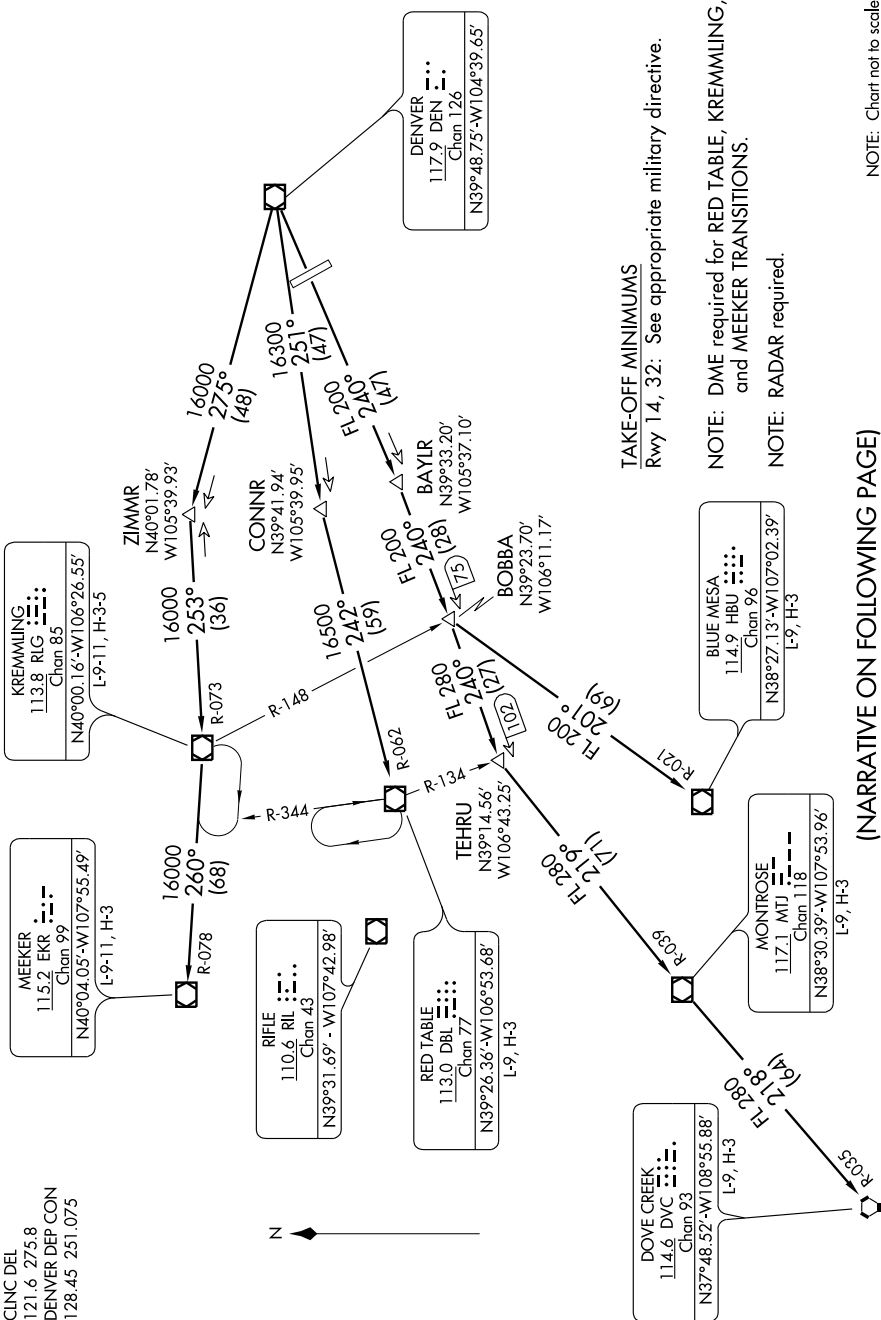 CLNC DEL
121.6 275.8
DENVER DEP CON
128.45 251.075
MEEKER
115.2 EKR
Chan 99
N40°04.05'-W107°55.49'
L-9-11, H-3
KREMMLING
113.8 RLG
Chan 85
N40°00.16'-W106°26.55'
L-9-11, H-3-5
DENVER
117.9 DEN
Chan 126
N39°48.75'-W104°39.65'
RIFLE
110.6 RIL
Chan 43
N39°31.69' - W107°42.98'
RED TABLE
113.0 DBL
Chan 77
N39°26.36'-W106°53.68'
L-9, H-3
DOVE CREEK
114.6 DVC
Chan 93
N37°48.52'-W108°55.88'
L-9, H-3
MONTROSE
117.1 MTJ
Chan 118
N38°30.39'-W107°53.96'
L-9, H-3
BLUE MESA
114.9 HBU
Chan 96
N38°27.13'-W107°02.39'
L-9, H-3
ZIMMR
N40°01.78'
W105°39.93'
CONNR
N39°41.94'
W105°39.95'
BAYLR
N39°33.20'
W105°37.10'
BOBBA
N39°23.70'
W106°11.17'
TEHRU
N39°14.56'
W106°43.25'
16000
275°
(48)
16000
253°
(36)
R-073
16000
260°
(68)
R-078
16300
251°
(47)
16500
242°
(59)
R-062
FL 200
240°
(47)
FL 200
240°
(28)
75
FL 280
240°
(27)
102
FL 200
201°
(69)
R-021
FL 280
219°
(71)
R-039
FL 280
218°
(64)
R-035
R-148
R-344
R-134
N
TAKE-OFF MINIMUMS
Rwy 14, 32: See appropriate military directive.
NOTE: DME required for RED TABLE, KREMMLING,
and MEEKER TRANSITIONS.
NOTE: RADAR required.
NOTE: Chart not to scale
(NARRATIVE ON FOLLOWING PAGE)